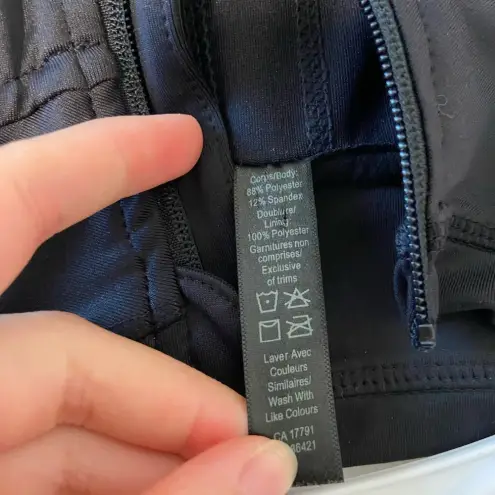 Corps/Body:
88% Polyester
12% Spandex
Doublure/
Lining:
100% Polyester
Garnitures non
comprises/
Exclusive
of trims
Laver Avec
Couleurs
Similaires/
Wash With
Like Colours
CA 17791